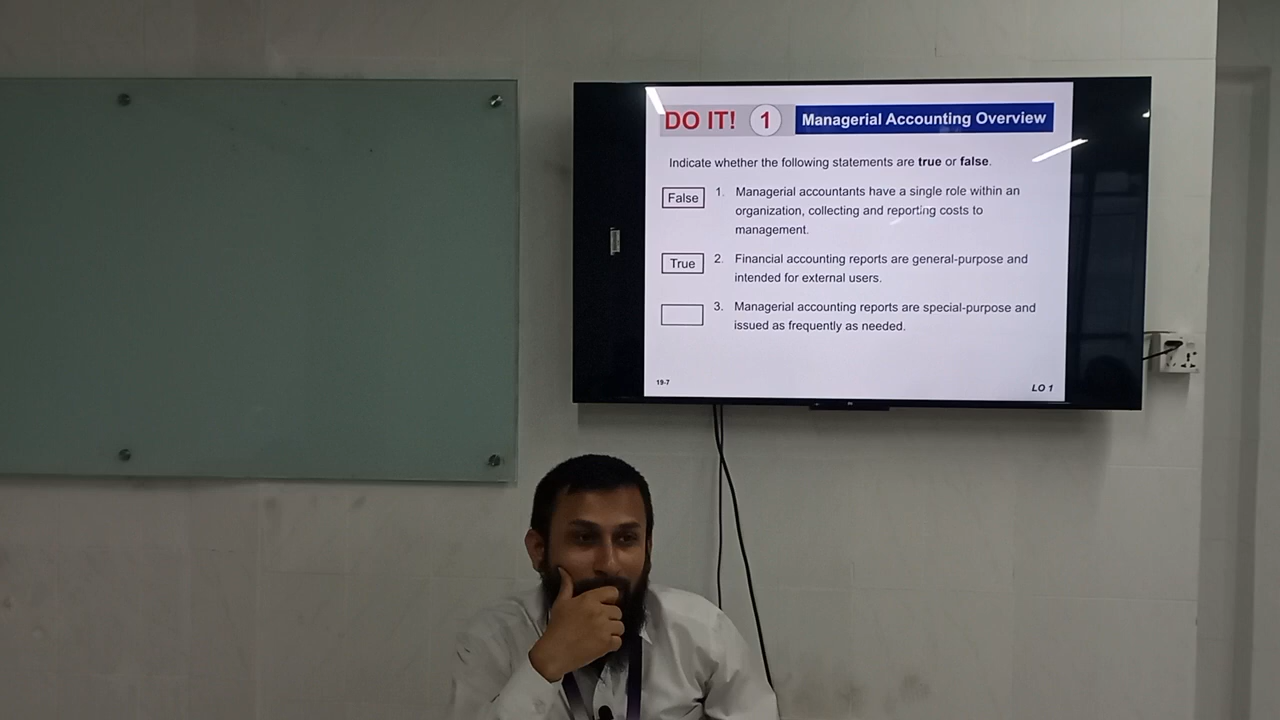 DO IT! 1 Managerial Accounting Overview
Indicate whether the following statements are true or false.
False 1. Managerial accountants have a single role within an
organization, collecting and reporting costs to
management.
True 2. Financial accounting reports are general-purpose and
intended for external users.
3. Managerial accounting reports are special-purpose and
issued as frequently as needed.
19-7 LO 1